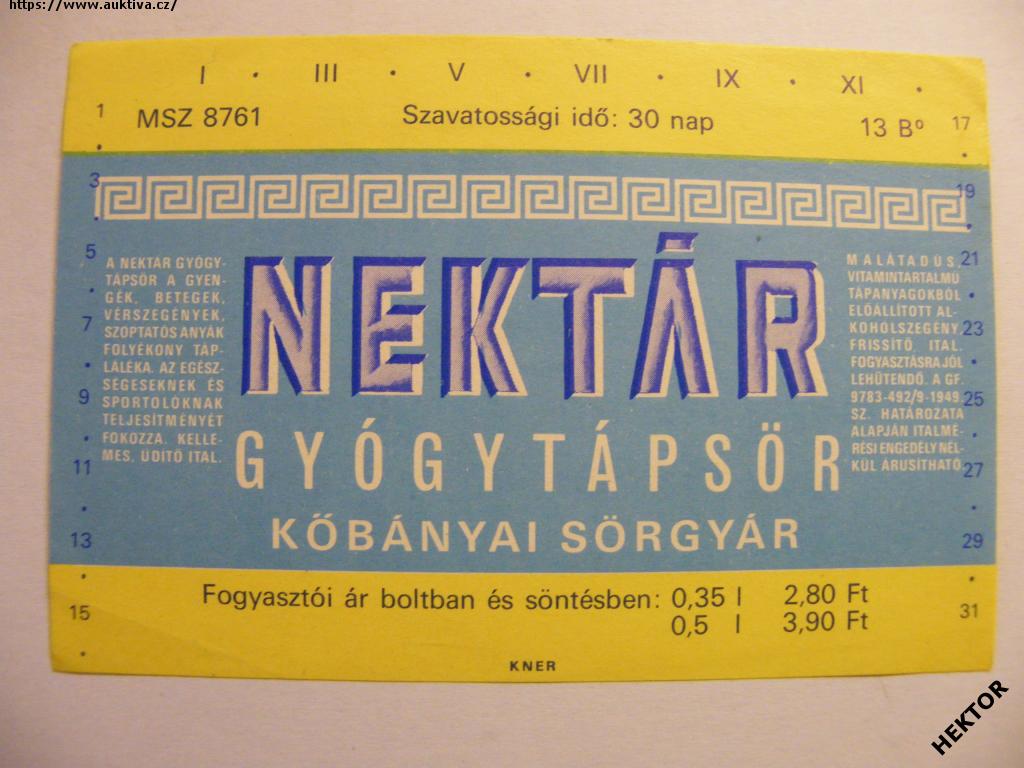 https://www.auktiva.cz/
I · III · V · VII · IX · XI ·
1 MSZ 8761 Szavatossági idő: 30 nap 13 B° 17
3 19
NEKTÁR
5
7
9
11
A NEKTÁR GYÓGY-
TÁPSÖR A GYEN-
GÉK, BETEGEK,
VÉRSZEGÉNYEK,
SZOPTATÓS ANYÁK
FOLYÉKONY TÁP-
LÁLÉKA. AZ EGÉSZ-
SÉGESEKNEK ÉS
SPORTOLÓKNAK
TELJESÍTMÉNYÉT
FOKOZZA. KELLE-
MES, ÜDÍTŐ ITAL.
MALÁTADÚS,
VITAMINTARTALMÚ
TÁPANYAGOKBÓL
ELŐÁLLÍTOTT AL-
KOHOLSZEGÉNY,
FRISSÍTŐ, ITAL.
FOGYASZTÁSRA JÓL
LEHŰTENDŐ. A GF.
9783-492/9-1949.
SZ. HATÁROZATA
ALAPJÁN ITALMÉ-
RÉSI ENGEDÉLY NÉL-
KÜL ÁRUSÍTHATÓ.
21
23
25
27
GYÓGYTÁPSÖR
13 KŐBÁNYAI SÖRGYÁR 29
15 Fogyasztói ár boltban és söntésben: 0,35 l 2,80 Ft 31
0,5 l 3,90 Ft
KNER
HEKTOR